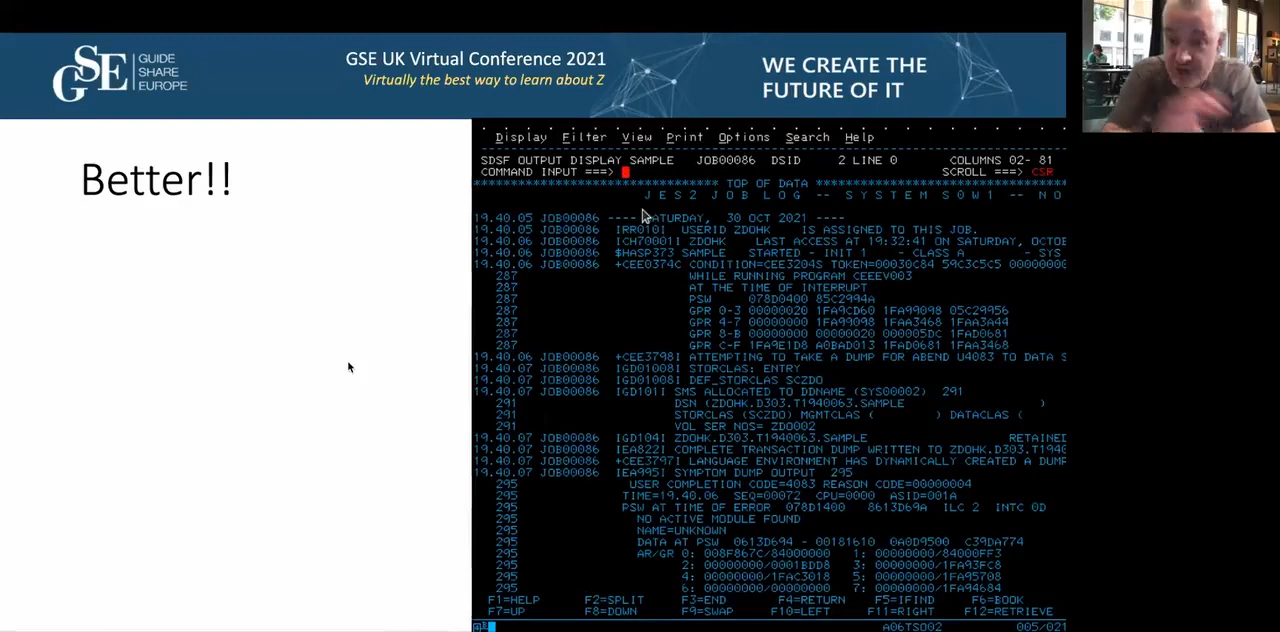 GSE
GUIDE
SHARE
EUROPE
GSE UK Virtual Conference 2021
Virtually the best way to learn about Z
WE CREATE THE
FUTURE OF IT
Better!!
Display Filter View Print Options Search Help
SDSF OUTPUT DISPLAY SAMPLE JOB00086 DSID 2 LINE 0 COLUMNS 02- 81
COMMAND INPUT ===> SCROLL ===> CSR
********************************* TOP OF DATA **********************************
J E S 2 J O B L O G -- S Y S T E M S 0 W 1 -- N O
19.40.05 JOB00086 ---- SATURDAY, 30 OCT 2021 ----
19.40.05 JOB00086 IRR010I USERID ZDOHK IS ASSIGNED TO THIS JOB.
19.40.06 JOB00086 ICH70001I ZDOHK LAST ACCESS AT 19:32:41 ON SATURDAY, OCTOB
19.40.06 JOB00086 $HASP373 SAMPLE STARTED - INIT 1 - CLASS A - SYS
19.40.06 JOB00086 +CEE0374C CONDITION=CEE3204S TOKEN=00030C84 59C3C5C5 00000000
287 WHILE RUNNING PROGRAM CEEEV003
287 AT THE TIME OF INTERRUPT
287 PSW 078D0400 85C2994A
287 GPR 0-3 00000020 1FA9CD60 1FA99098 05C29956
287 GPR 4-7 00000000 1FA99098 1FAA3468 1FAA3A44
287 GPR 8-B 00000000 00000020 000005DC 1FAD0681
287 GPR C-F 1FA9E1D8 A0BAD013 1FAD0681 1FAA3468
19.40.06 JOB00086 +CEE3798I ATTEMPTING TO TAKE A DUMP FOR ABEND U4083 TO DATA S
19.40.07 JOB00086 IGD01008I STORCLAS: ENTRY
19.40.07 JOB00086 IGD01008I DEF_STORCLAS SCZDO
19.40.07 JOB00086 IGD101I SMS ALLOCATED TO DDNAME (SYS00002) 291
291 DSN (ZDOHK.D303.T1940063.SAMPLE )
291 STORCLAS (SCZDO) MGMTCLAS ( ) DATACLAS (
291 VOL SER NOS= ZDO002
19.40.07 JOB00086 IGD104I ZDOHK.D303.T1940063.SAMPLE RETAINED
19.40.07 JOB00086 IEA822I COMPLETE TRANSACTION DUMP WRITTEN TO ZDOHK.D303.T1940
19.40.07 JOB00086 +CEE3797I LANGUAGE ENVIRONMENT HAS DYNAMICALLY CREATED A DUMP
19.40.07 JOB00086 IEA995I SYMPTOM DUMP OUTPUT 295
295 USER COMPLETION CODE=4083 REASON CODE=00000004
295 TIME=19.40.06 SEQ=00072 CPU=0000 ASID=001A
295 PSW AT TIME OF ERROR 078D1400 8613D69A ILC 2 INTC 0D
295 NO ACTIVE MODULE FOUND
295 NAME=UNKNOWN
295 DATA AT PSW 0613D694 - 00181610 0A0D9500 C39DA774
295 AR/GR 0: 008F867C/84000000 1: 00000000/84000FF3
295 2: 00000000/0001BDD8 3: 00000000/1FA93FC8
295 4: 00000000/1FAC3018 5: 00000000/1FA95708
295 6: 00000000/00000000 7: 00000000/1FA94684
F1=HELP F2=SPLIT F3=END F4=RETURN F5=IFIND F6=BOOK
F7=UP F8=DOWN F9=SWAP F10=LEFT F11=RIGHT F12=RETRIEVE
A06TSO02 005/021